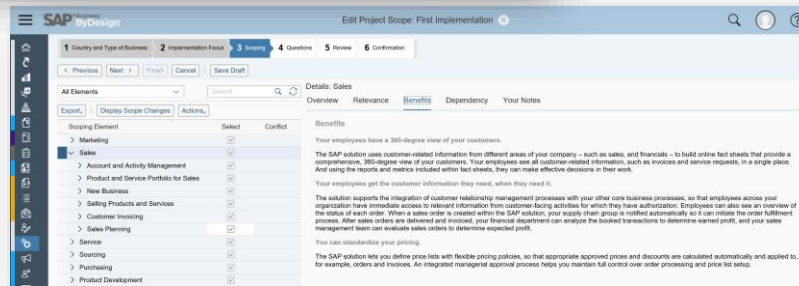 SAP Business ByDesign
Edit Project Scope: First Implementation
1 Country and Type of Business
2 Implementation Focus
3 Scoping
4 Questions
5 Review
6 Confirmation
< Previous
Next >
Finish
Cancel
Save Draft
All Elements
Search
Export
Display Scope Changes
Actions
Scoping Element
Select
Conflict
Marketing
Sales
Account and Activity Management
Product and Service Portfolio for Sales
New Business
Selling Products and Services
Customer Invoicing
Sales Planning
Service
Sourcing
Purchasing
Product Development
Details: Sales
Overview
Relevance
Benefits
Dependency
Your Notes
Benefits
Your employees have a 360-degree view of your customers.
The SAP solution uses customer-related information from different areas of your company – such as sales, and financials – to build online fact sheets that provide a
comprehensive, 360-degree view of your customers. Your employees see all customer-related information, such as invoices and service requests, in a single place.
And using the reports and metrics included within fact sheets, they can make effective decisions in their work.
Your employees get the customer information they need, when they need it.
The solution supports the integration of customer relationship management processes with your other core business processes, so that employees across your
organization have immediate access to relevant information from customer-facing activities for which they have authorization. Employees can also see an overview of
the status of each order. When a sales order is created within the SAP solution, your supply chain group is notified automatically so it can initiate the order fulfillment
process. After sales orders are delivered and invoiced, your financial department can analyze the booked transactions to determine earned profit, and your sales
management team can evaluate sales orders to determine expected profit.
You can standardize your pricing.
The SAP solution lets you define price lists with flexible pricing policies, so that appropriate approved prices and discounts are calculated automatically and applied to,
for example, orders and invoices. An integrated managerial approval process helps you maintain full control over order processing and price list setup.